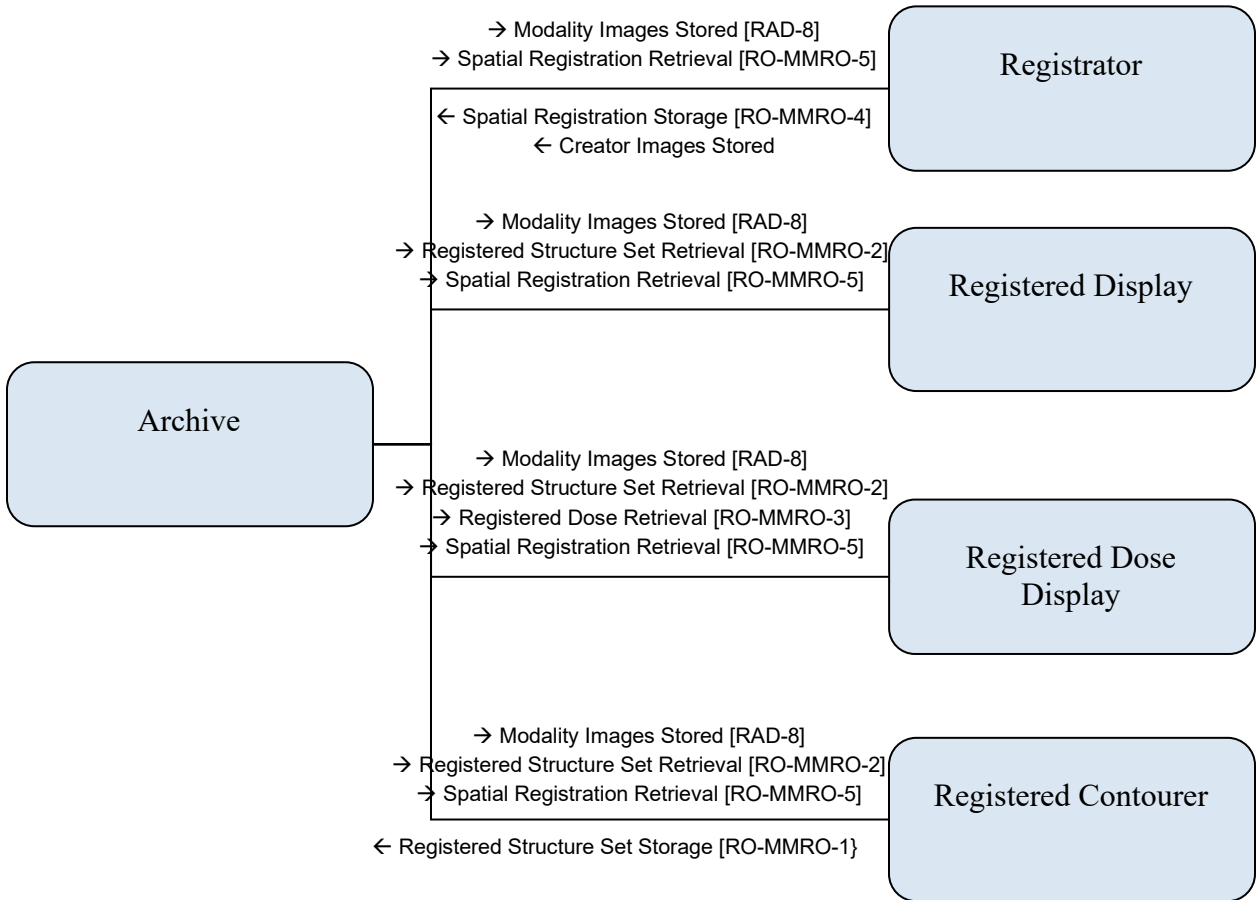 → Modality Images Stored [RAD-8]
→ Spatial Registration Retrieval [RO-MMRO-5]
Registrator
← Spatial Registration Storage [RO-MMRO-4]
← Creator Images Stored
→ Modality Images Stored [RAD-8]
→ Registered Structure Set Retrieval [RO-MMRO-2]
→ Spatial Registration Retrieval [RO-MMRO-5]
Registered Display
Archive
→ Modality Images Stored [RAD-8]
→ Registered Structure Set Retrieval [RO-MMRO-2]
→ Registered Dose Retrieval [RO-MMRO-3]
→ Spatial Registration Retrieval [RO-MMRO-5]
Registered Dose
Display
→ Modality Images Stored [RAD-8]
→ Registered Structure Set Retrieval [RO-MMRO-2]
→ Spatial Registration Retrieval [RO-MMRO-5]
Registered Contourer
← Registered Structure Set Storage [RO-MMRO-1}